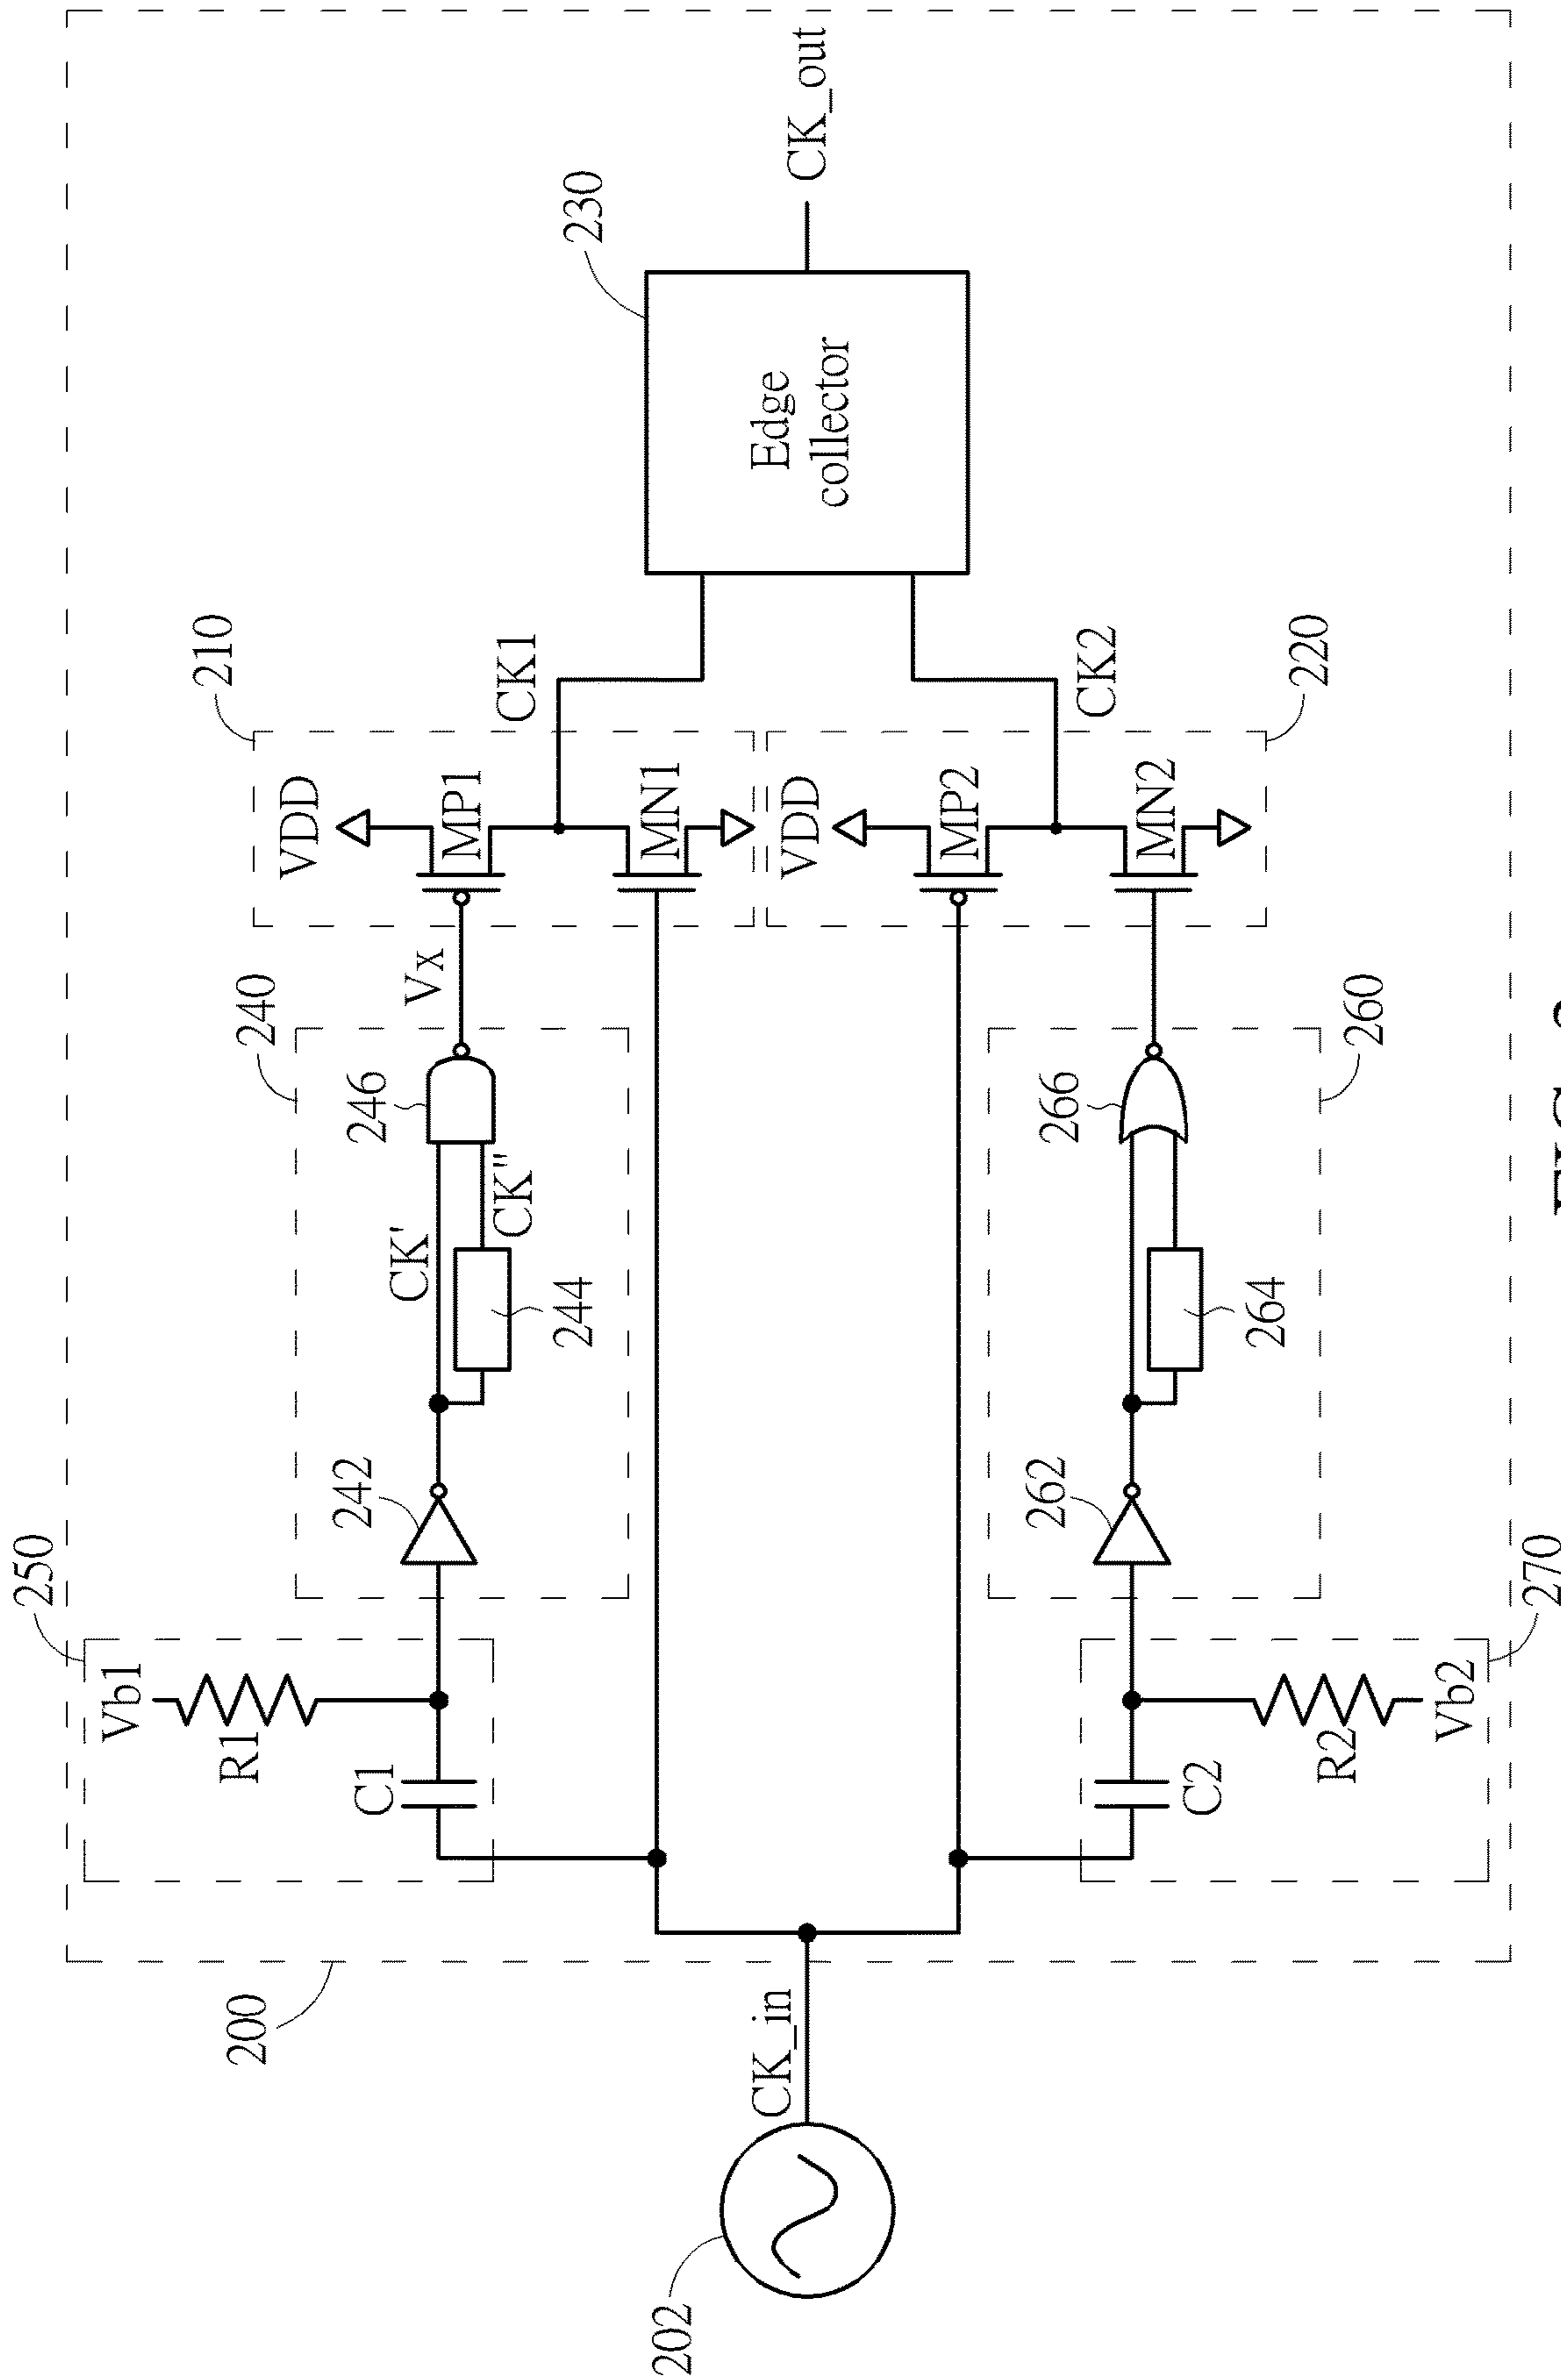 200
250
Vb1
R1
C1
240
242
CK'
CK"
244
246
Vx
210
VDD
MP1
MN1
CK1
202
CK_in
230
Edge
collector
CK_out
VDD
MP2
MN2
CK2
220
260
262
264
266
C2
R2
Vb2
270